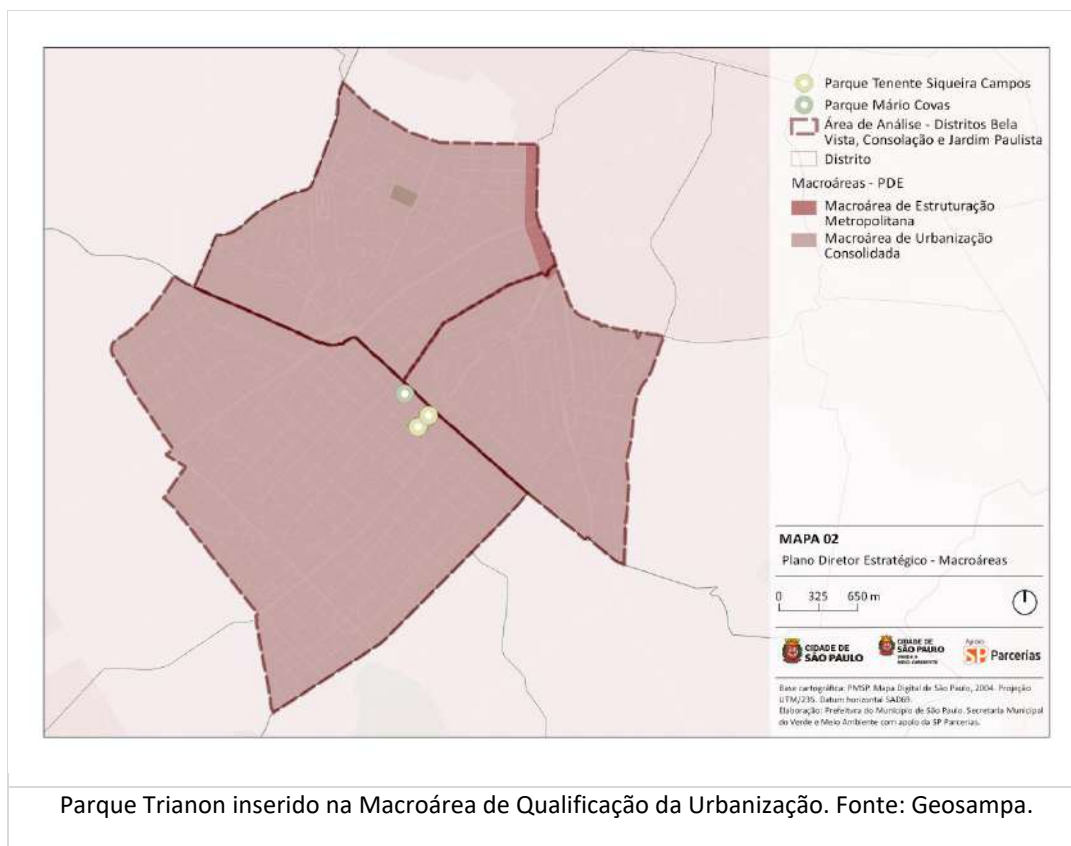 Parque Tenente Siqueira Campos
Parque Mário Covas
Área de Análise - Distritos Bela
Vista, Consolação e Jardim Paulista
Distrito
Macroáreas - PDE
Macroárea de Estruturação
Metropolitana
Macroárea de Urbanização
Consolidada
MAPA 02
Plano Diretor Estratégico - Macroáreas
0 325 650 m
CIDADE DE
SÃO PAULO
CIDADE DE
SÃO PAULO
VERDE E
MEIO AMBIENTE
Apoio
SP Parcerias
Base cartográfica: PMSP. Mapa Digital de São Paulo, 2004. Projeção
UTM/23S. Datum horizontal SAD69.
Elaboração: Prefeitura do Município de São Paulo. Secretaria Municipal
do Verde e Meio Ambiente com apoio da SP Parcerias.
Parque Trianon inserido na Macroárea de Qualificação da Urbanização. Fonte: Geosampa.